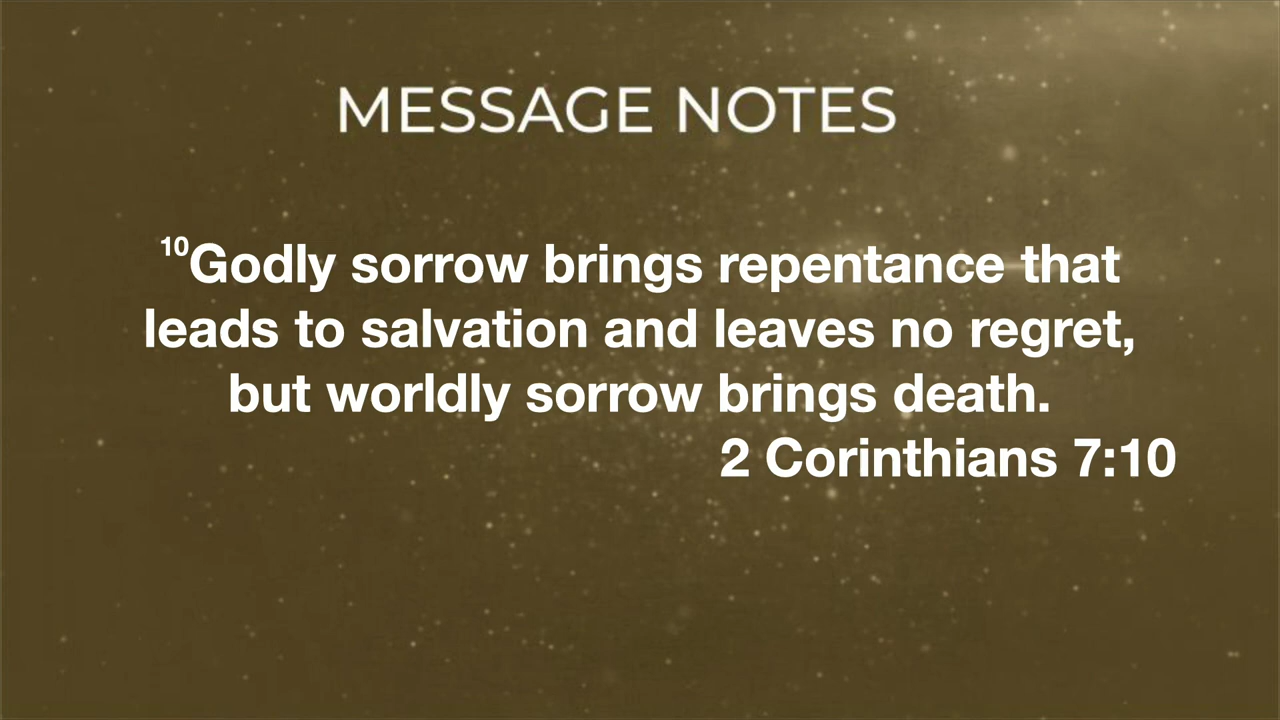 MESSAGE NOTES
10Godly sorrow brings repentance that
leads to salvation and leaves no regret,
but worldly sorrow brings death.
2 Corinthians 7:10